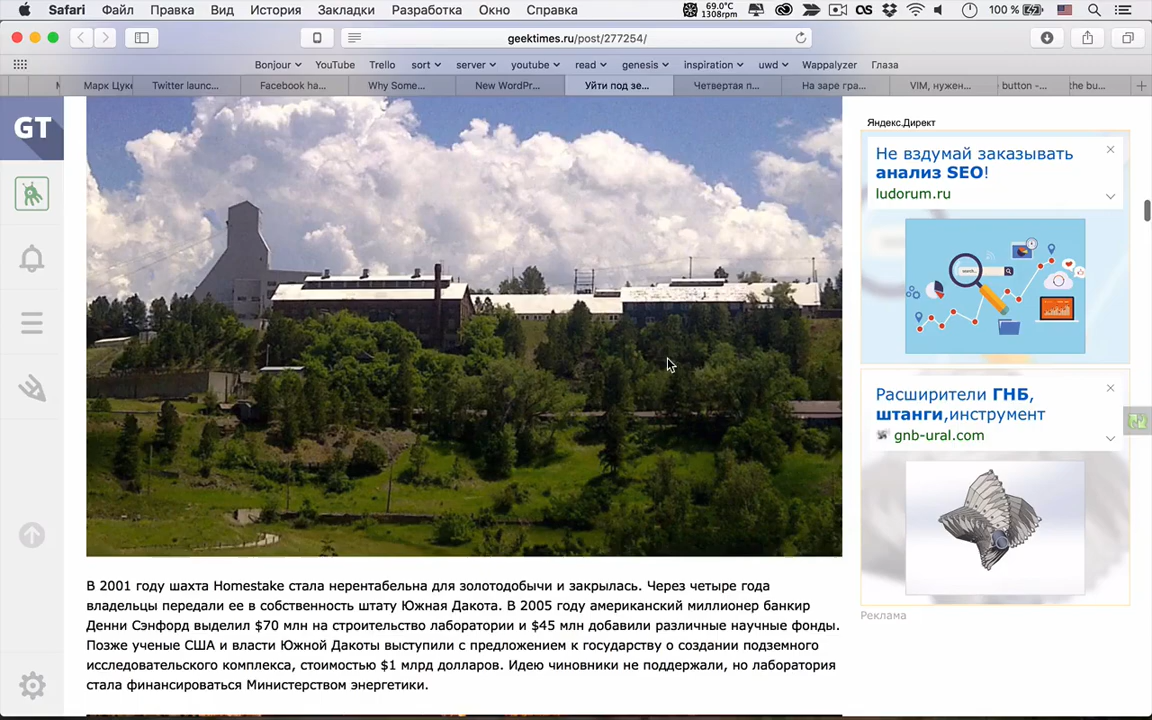 Safari Файл Правка Вид История Закладки Разработка Окно Справка
69.0°C
1308rpm
100 %
geektimes.ru/post/277254/
Bonjour YouTube Trello sort server youtube read genesis inspiration uwd Wappalyzer Глаза
Марк Цуке Twitter launc... Facebook ha... Why Some... New WordPr... Уйти под зе... Четвертая п... На заре гра... VIM, нужен... button -... the bu...
GT
Яндекс.Директ
Не вздумай заказывать
анализ SEO!
ludorum.ru
search...
Расширители ГНБ,
штанги,инструмент
gnb-ural.com
Реклама
В 2001 году шахта Homestake стала нерентабельна для золотодобычи и закрылась. Через четыре года
владельцы передали ее в собственность штату Южная Дакота. В 2005 году американский миллионер банкир
Денни Сэнфорд выделил $70 млн на строительство лаборатории и $45 млн добавили различные научные фонды.
Позже ученые США и власти Южной Дакоты выступили с предложением к государству о создании подземного
исследовательского комплекса, стоимостью $1 млрд долларов. Идею чиновники не поддержали, но лаборатория
стала финансироваться Министерством энергетики.